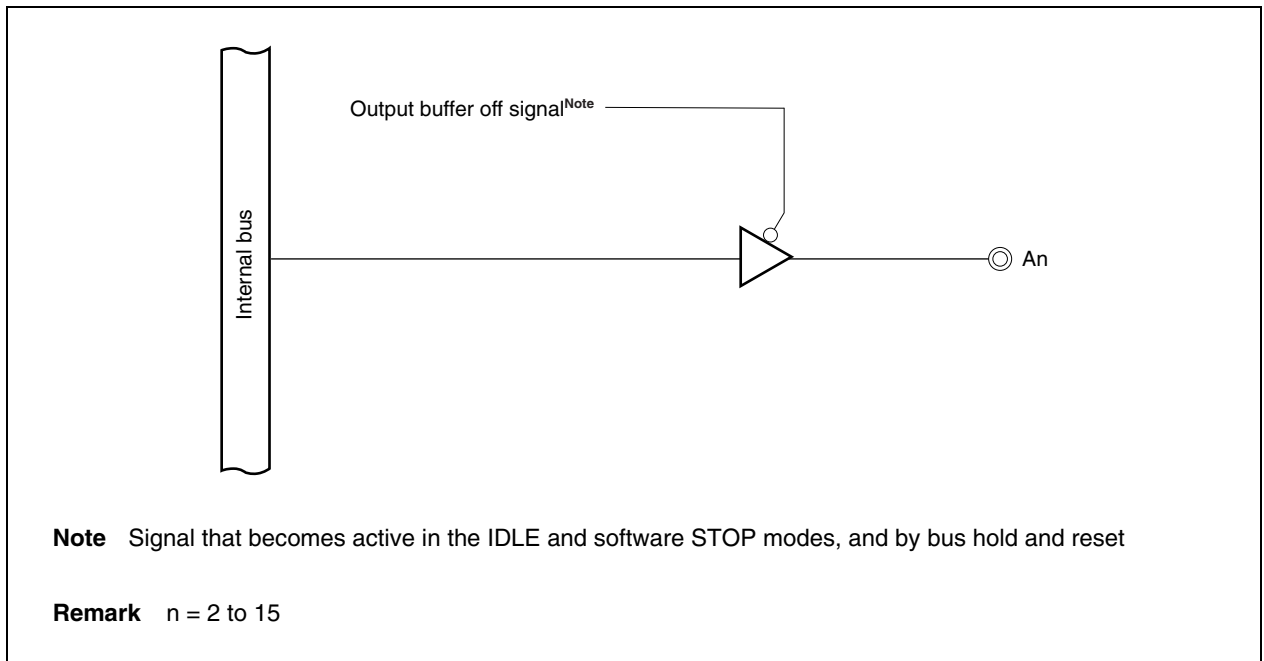 Output buffer off signalNote
Internal bus
An
Note Signal that becomes active in the IDLE and software STOP modes, and by bus hold and reset
Remark n = 2 to 15